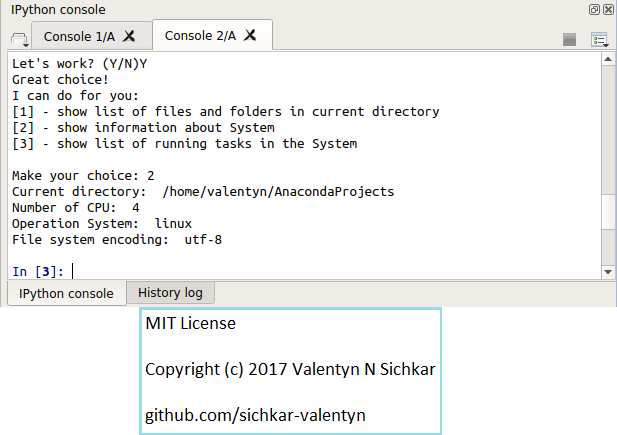 IPython console
Console 1/A
Console 2/A
Let's work? (Y/N)Y
Great choice!
I can do for you:
[1] - show list of files and folders in current directory
[2] - show information about System
[3] - show list of running tasks in the System
Make your choice: 2
Current directory:  /home/valentyn/AnacondaProjects
Number of CPU:  4
Operation System:  linux
File system encoding:  utf-8
In [3]:
IPython console
History log
MIT License
Copyright (c) 2017 Valentyn N Sichkar
github.com/sichkar-valentyn